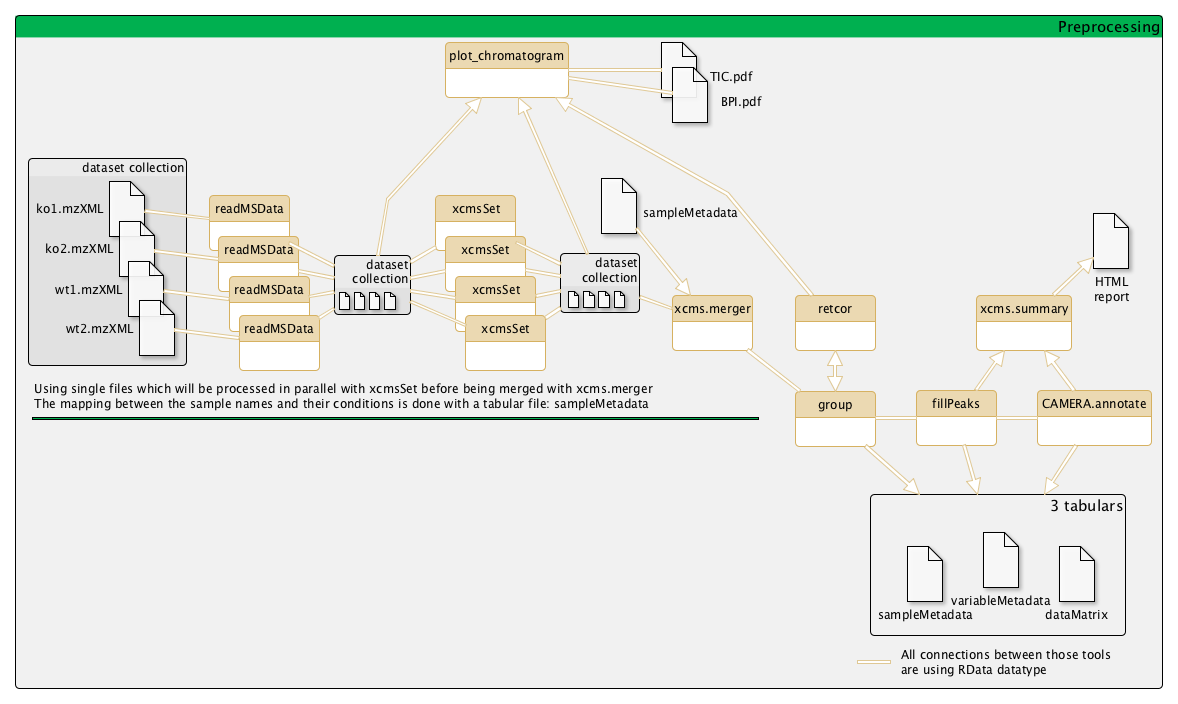 Preprocessing
plot_chromatogram
TIC.pdf
BPI.pdf
dataset collection
ko1.mzXML
ko2.mzXML
wt1.mzXML
wt2.mzXML
readMSData
readMSData
readMSData
readMSData
dataset
collection
xcmsSet
xcmsSet
xcmsSet
xcmsSet
dataset
collection
sampleMetadata
xcms.merger
retcor
xcms.summary
HTML
report
Using single files which will be processed in parallel with xcmsSet before being merged with xcms.merger
The mapping between the sample names and their conditions is done with a tabular file: sampleMetadata
group
fillPeaks
CAMERA.annotate
3 tabulars
sampleMetadata
variableMetadata
dataMatrix
All connections between those tools
are using RData datatype